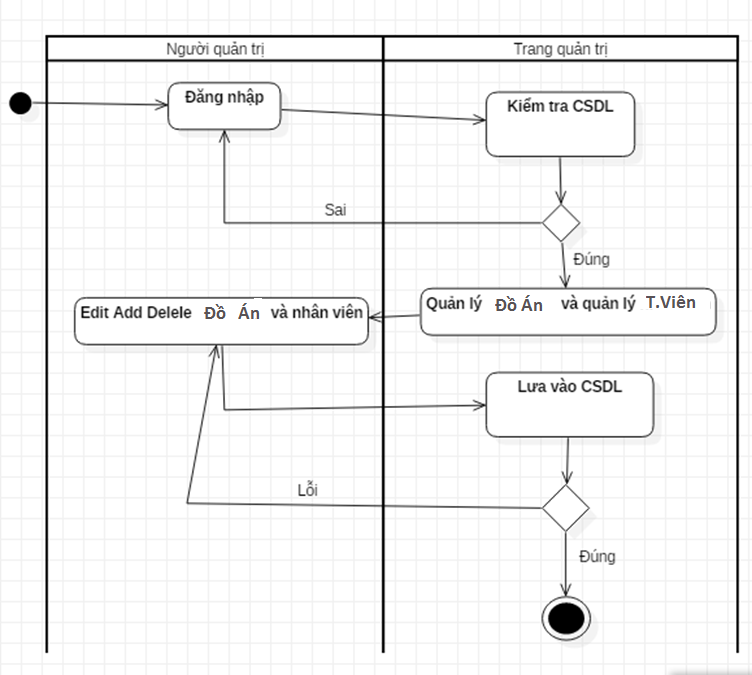 Người quản trị
Trang quản trị
Đăng nhập
Kiểm tra CSDL
Sai
Đúng
Quản lý Đồ Án và quản lý T.Viên
Edit Add Delele Đồ Án và nhân viên
Lưa vào CSDL
Lỗi
Đúng